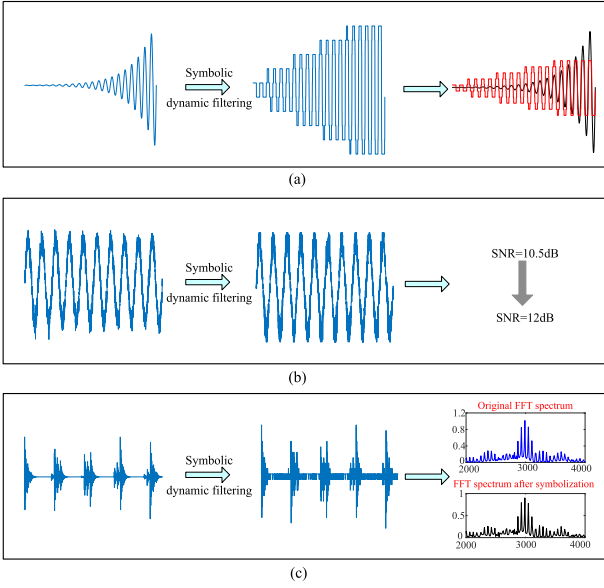 Symbolic
dynamic filtering
(a)
Symbolic
dynamic filtering
SNR=10.5dB
SNR=12dB
(b)
Symbolic
dynamic filtering
Original FFT spectrum
1.2
0.8
0.4
0
2000 3000 4000
FFT spectrum after symbolization
1
0.5
0
2000 3000 4000
(c)